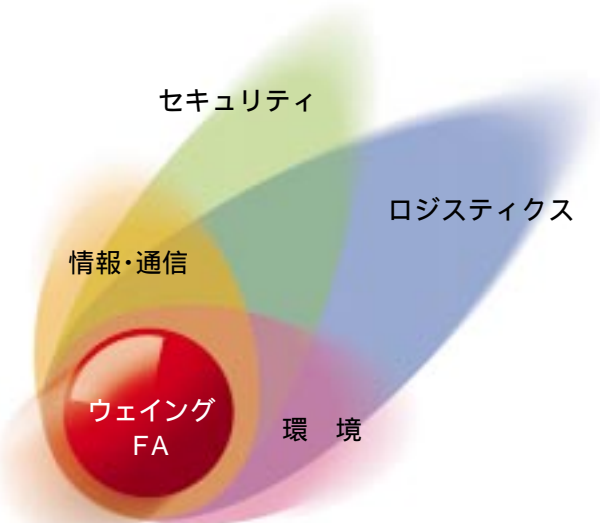 セキュリティ
ロジスティクス
情報・通信
ウェイング
FA
環　境